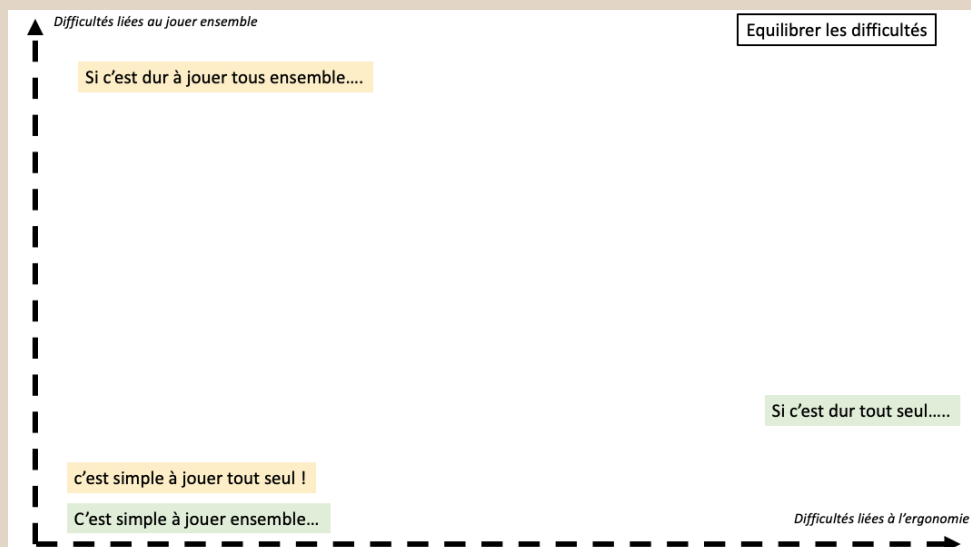 Difficultés liées au jouer ensemble
Equilibrer les difficultés
Si c’est dur à jouer tous ensemble….
Si c’est dur tout seul…..
c’est simple à jouer tout seul !
C’est simple à jouer ensemble…
Difficultés liées à l’ergonomie